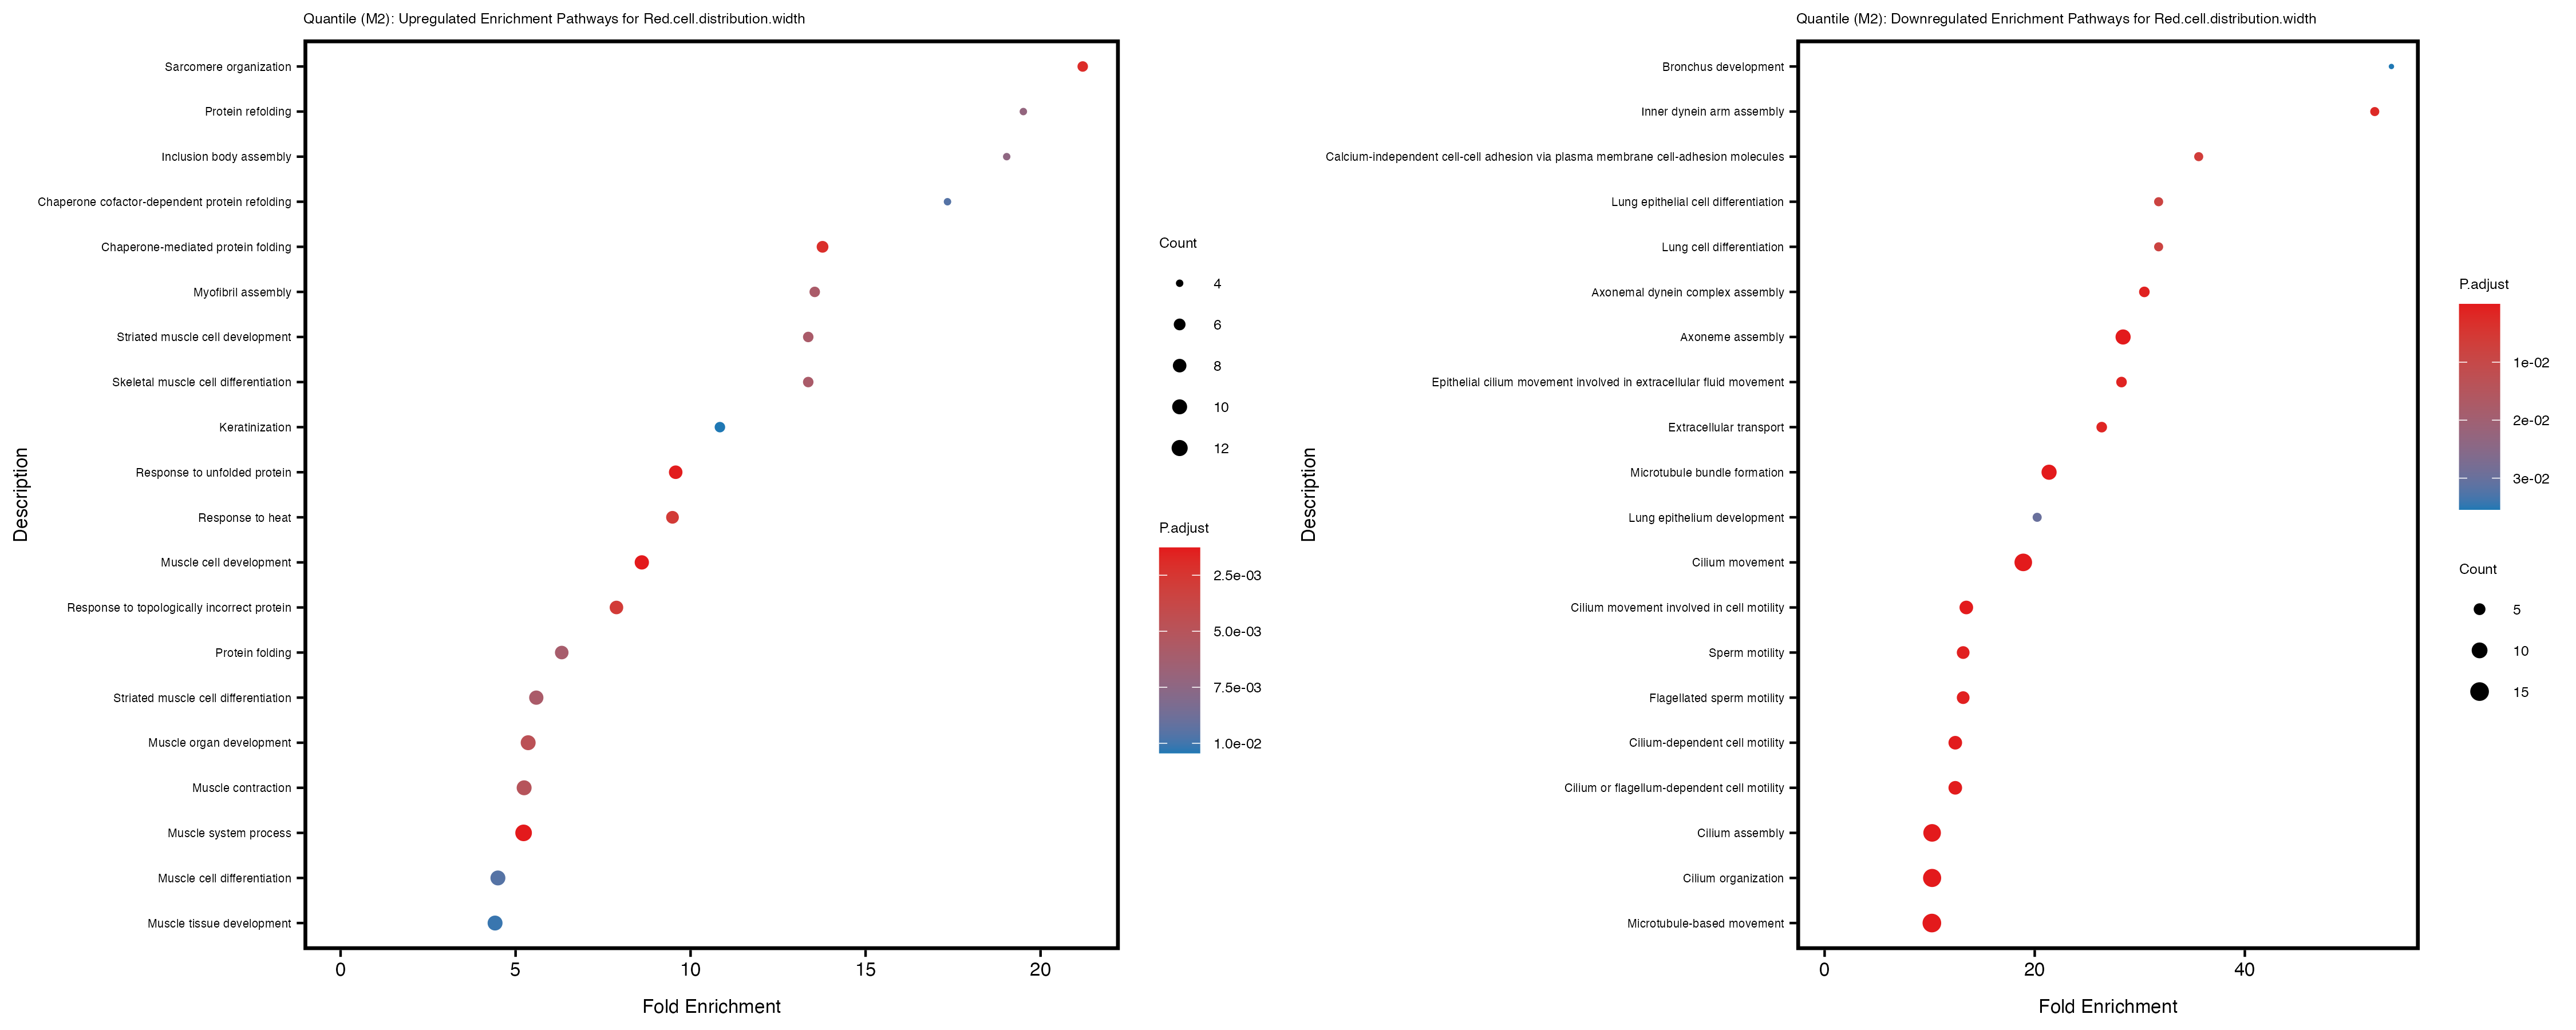 Quantile (M2): Upregulated Enrichment Pathways for Red.cell.distribution.width
Description
Sarcomere organization
Protein refolding
Inclusion body assembly
Chaperone cofactor-dependent protein refolding
Chaperone-mediated protein folding
Myofibril assembly
Striated muscle cell development
Skeletal muscle cell differentiation
Keratinization
Response to unfolded protein
Response to heat
Muscle cell development
Response to topologically incorrect protein
Protein folding
Striated muscle cell differentiation
Muscle organ development
Muscle contraction
Muscle system process
Muscle cell differentiation
Muscle tissue development
0 5 10 15 20
Fold Enrichment
Count
4
6
8
10
12
P.adjust
2.5e-03
5.0e-03
7.5e-03
1.0e-02
Quantile (M2): Downregulated Enrichment Pathways for Red.cell.distribution.width
Description
Bronchus development
Inner dynein arm assembly
Calcium-independent cell-cell adhesion via plasma membrane cell-adhesion molecules
Lung epithelial cell differentiation
Lung cell differentiation
Axonemal dynein complex assembly
Axoneme assembly
Epithelial cilium movement involved in extracellular fluid movement
Extracellular transport
Microtubule bundle formation
Lung epithelium development
Cilium movement
Cilium movement involved in cell motility
Sperm motility
Flagellated sperm motility
Cilium-dependent cell motility
Cilium or flagellum-dependent cell motility
Cilium assembly
Cilium organization
Microtubule-based movement
0 20 40
Fold Enrichment
P.adjust
1e-02
2e-02
3e-02
Count
5
10
15